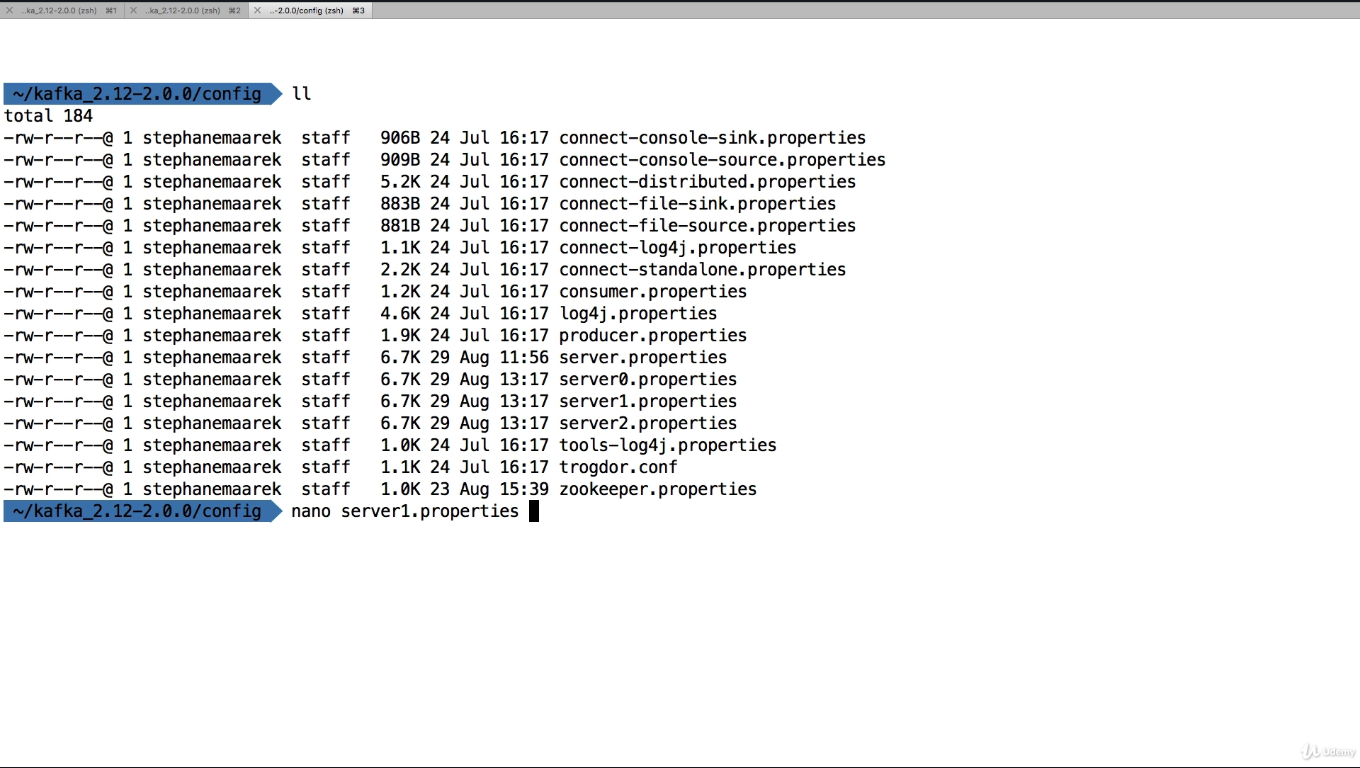 ..ka_2.12-2.0.0 (zsh) ⌘1 ..ka_2.12-2.0.0 (zsh) ⌘2 ..-2.0.0/config (zsh) ⌘3
~/kafka_2.12-2.0.0/config ll
total 184
-rw-r--r--@ 1 stephanemaarek  staff   906B 24 Jul 16:17 connect-console-sink.properties
-rw-r--r--@ 1 stephanemaarek  staff   909B 24 Jul 16:17 connect-console-source.properties
-rw-r--r--@ 1 stephanemaarek  staff   5.2K 24 Jul 16:17 connect-distributed.properties
-rw-r--r--@ 1 stephanemaarek  staff   883B 24 Jul 16:17 connect-file-sink.properties
-rw-r--r--@ 1 stephanemaarek  staff   881B 24 Jul 16:17 connect-file-source.properties
-rw-r--r--@ 1 stephanemaarek  staff   1.1K 24 Jul 16:17 connect-log4j.properties
-rw-r--r--@ 1 stephanemaarek  staff   2.2K 24 Jul 16:17 connect-standalone.properties
-rw-r--r--@ 1 stephanemaarek  staff   1.2K 24 Jul 16:17 consumer.properties
-rw-r--r--@ 1 stephanemaarek  staff   4.6K 24 Jul 16:17 log4j.properties
-rw-r--r--@ 1 stephanemaarek  staff   1.9K 24 Jul 16:17 producer.properties
-rw-r--r--@ 1 stephanemaarek  staff   6.7K 29 Aug 11:56 server.properties
-rw-r--r--@ 1 stephanemaarek  staff   6.7K 29 Aug 13:17 server0.properties
-rw-r--r--@ 1 stephanemaarek  staff   6.7K 29 Aug 13:17 server1.properties
-rw-r--r--@ 1 stephanemaarek  staff   6.7K 29 Aug 13:17 server2.properties
-rw-r--r--@ 1 stephanemaarek  staff   1.0K 24 Jul 16:17 tools-log4j.properties
-rw-r--r--@ 1 stephanemaarek  staff   1.1K 24 Jul 16:17 trogdor.conf
-rw-r--r--@ 1 stephanemaarek  staff   1.0K 23 Aug 15:39 zookeeper.properties
~/kafka_2.12-2.0.0/config nano server1.properties
Udemy